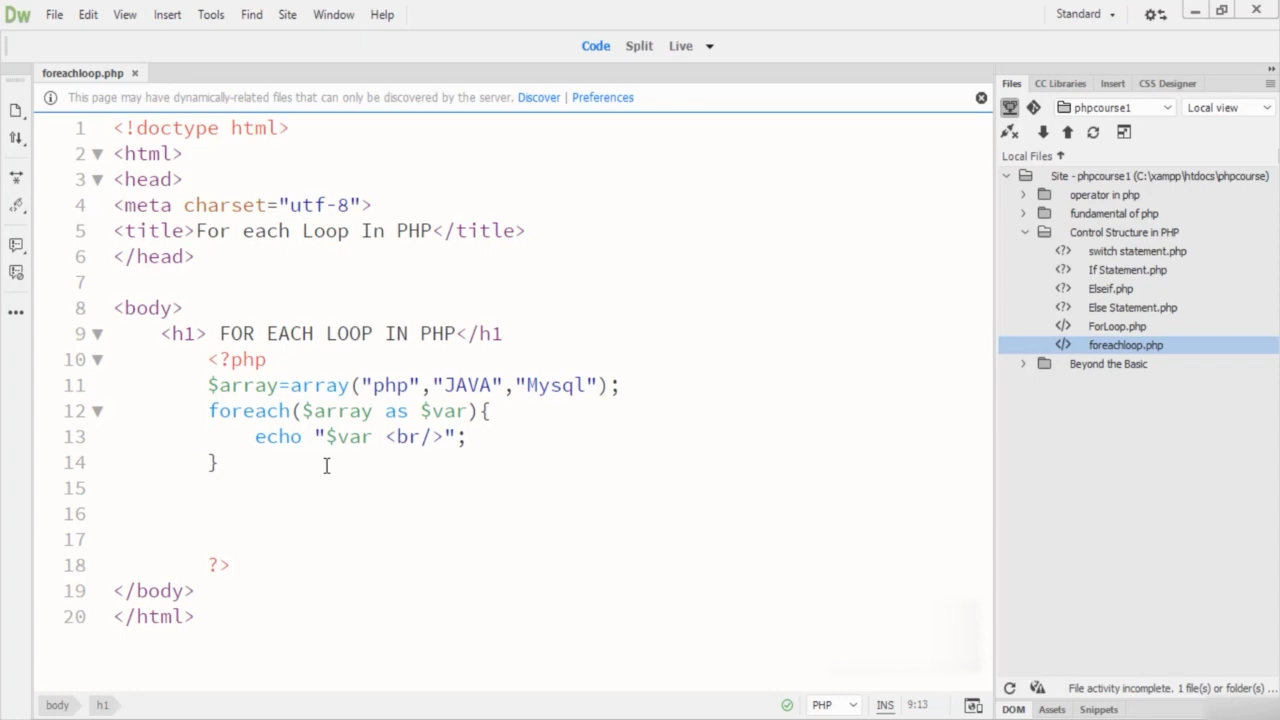 Dw File Edit View Insert Tools Find Site Window Help Standard
Code Split Live
foreachloop.php ×
This page may have dynamically-related files that can only be discovered by the server. Discover | Preferences
1 <!doctype html>
2 <html>
3 <head>
4 <meta charset="utf-8">
5 <title>For each Loop In PHP</title>
6 </head>
7
8 <body>
9 <h1> FOR EACH LOOP IN PHP</h1
10 <?php
11 $array=array("php","JAVA","Mysql");
12 foreach($array as $var){
13 echo "$var <br/>";
14 }
15
16
17
18 ?>
19 </body>
20 </html>
body h1 PHP INS 9:13
Files CC Libraries Insert CSS Designer
phpcourse1 Local view
Local Files
Site - phpcourse1 (C:\xampp\htdocs\phpcourse)
operator in php
fundamental of php
Control Structure in PHP
switch statement.php
If Statement.php
Elseif.php
Else Statement.php
ForLoop.php
foreachloop.php
Beyond the Basic
File activity incomplete. 1 file(s) or folder(s) ...
DOM Assets Snippets